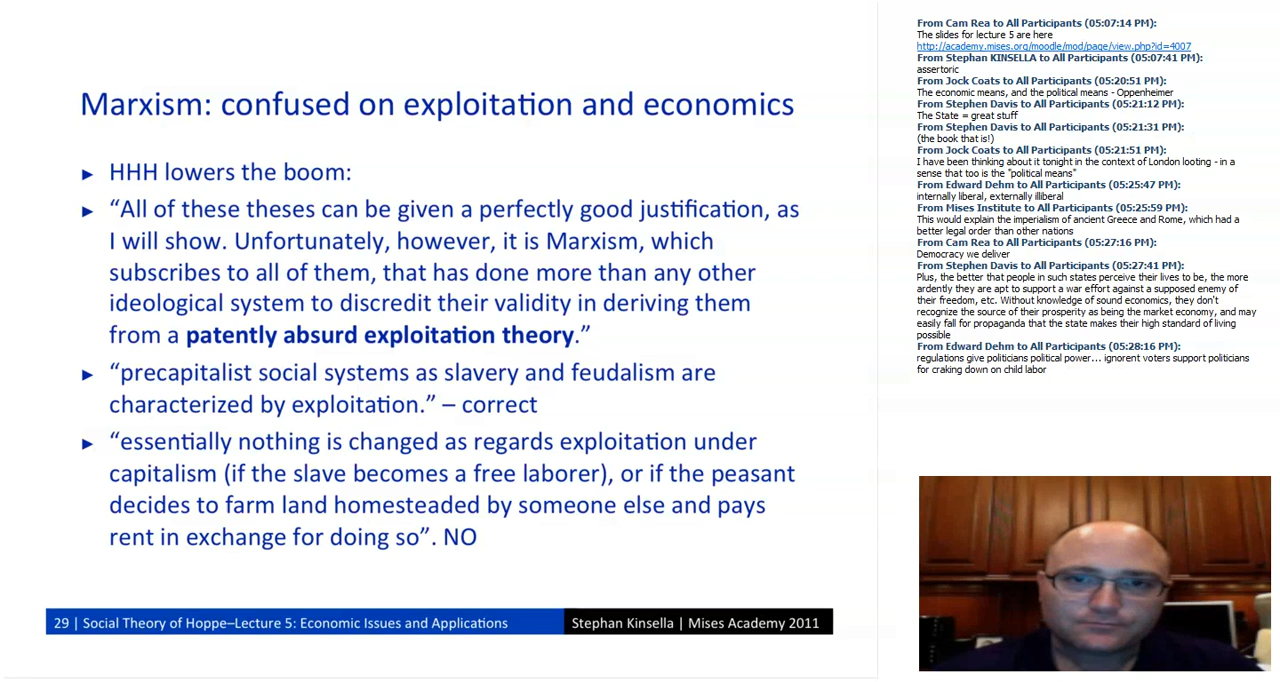 Marxism: confused on exploitation and economics
► HHH lowers the boom:
► “All of these theses can be given a perfectly good justification, as
I will show. Unfortunately, however, it is Marxism, which
subscribes to all of them, that has done more than any other
ideological system to discredit their validity in deriving them
from a patently absurd exploitation theory.”
► “precapitalist social systems as slavery and feudalism are
characterized by exploitation.” – correct
► “essentially nothing is changed as regards exploitation under
capitalism (if the slave becomes a free laborer), or if the peasant
decides to farm land homesteaded by someone else and pays
rent in exchange for doing so”. NO
29 | Social Theory of Hoppe–Lecture 5: Economic Issues and Applications
Stephan Kinsella | Mises Academy 2011
From Cam Rea to All Participants (05:07:14 PM):
The slides for lecture 5 are here
http://academy.mises.org/moodle/mod/page/view.php?id=4007
From Stephan KINSELLA to All Participants (05:07:41 PM):
assertoric
From Jock Coats to All Participants (05:20:51 PM):
The economic means, and the political means - Oppenheimer
From Stephen Davis to All Participants (05:21:12 PM):
The State = great stuff
From Stephen Davis to All Participants (05:21:31 PM):
(the book that is!)
From Jock Coats to All Participants (05:21:51 PM):
I have been thinking about it tonight in the context of London looting - in a
sense that too is the "political means"
From Edward Dehm to All Participants (05:25:47 PM):
internally liberal, externally illiberal
From Mises Institute to All Participants (05:25:59 PM):
This would explain the imperialism of ancient Greece and Rome, which had a
better legal order than other nations
From Cam Rea to All Participants (05:27:16 PM):
Democracy we deliver
From Stephen Davis to All Participants (05:27:41 PM):
Plus, the better that people in such states perceive their lives to be, the more
ardently they are apt to support a war effort against a supposed enemy of
their freedom, etc. Without knowledge of sound economics, they don't
recognize the source of their prosperity as being the market economy, and may
easily fall for propaganda that the state makes their high standard of living
possible
From Edward Dehm to All Participants (05:28:16 PM):
regulations give politicians political power... ignorent voters support politicians
for craking down on child labor